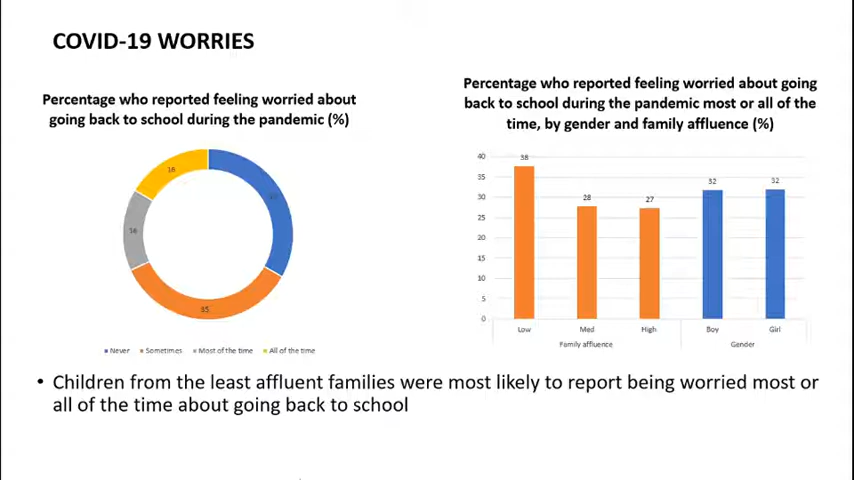 COVID-19 WORRIES
Percentage who reported feeling worried about
going back to school during the pandemic (%)
16
16
35
Never
Sometimes
Most of the time
All of the time
Percentage who reported feeling worried about going
back to school during the pandemic most or all of the
time, by gender and family affluence (%)
40
35
30
25
20
15
10
5
0
38
28
27
32
32
Low
Med
High
Boy
Girl
Family affluence
Gender
• Children from the least affluent families were most likely to report being worried most or
all of the time about going back to school